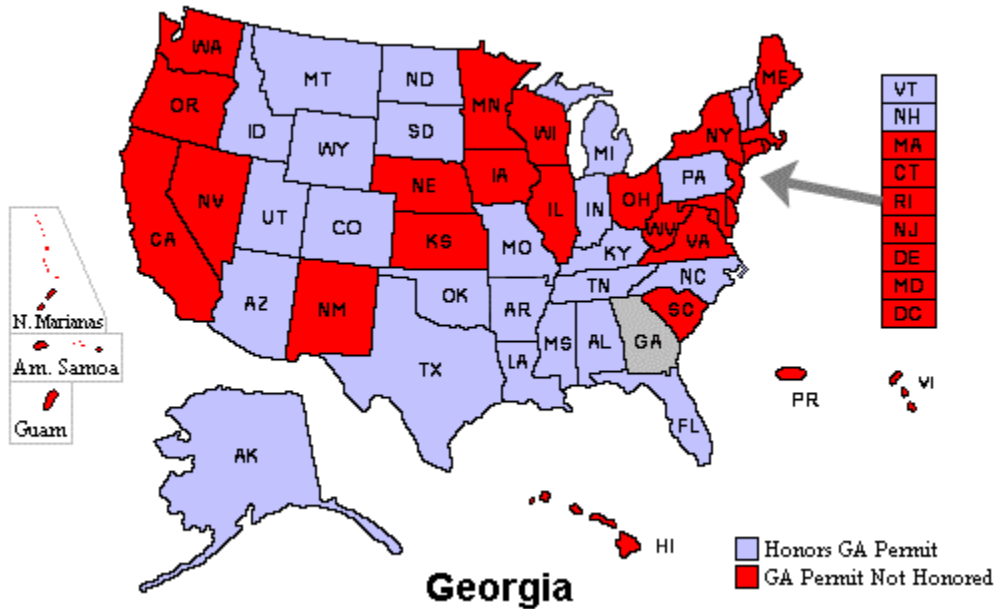 WA
MT
ND
MN
ME
VT
NH
MA
CT
RI
NJ
DE
MD
DC
OR
ID
WY
SD
WI
MI
NY
NV
UT
CO
NE
IA
IL
IN
OH
PA
CA
KS
MO
KY
WV
VA
AZ
NM
OK
AR
TN
NC
SC
TX
LA
MS
AL
GA
FL
N. Marianas
Am. Samoa
Guam
AK
HI
PR
VI
Honors GA Permit
GA Permit Not Honored
Georgia